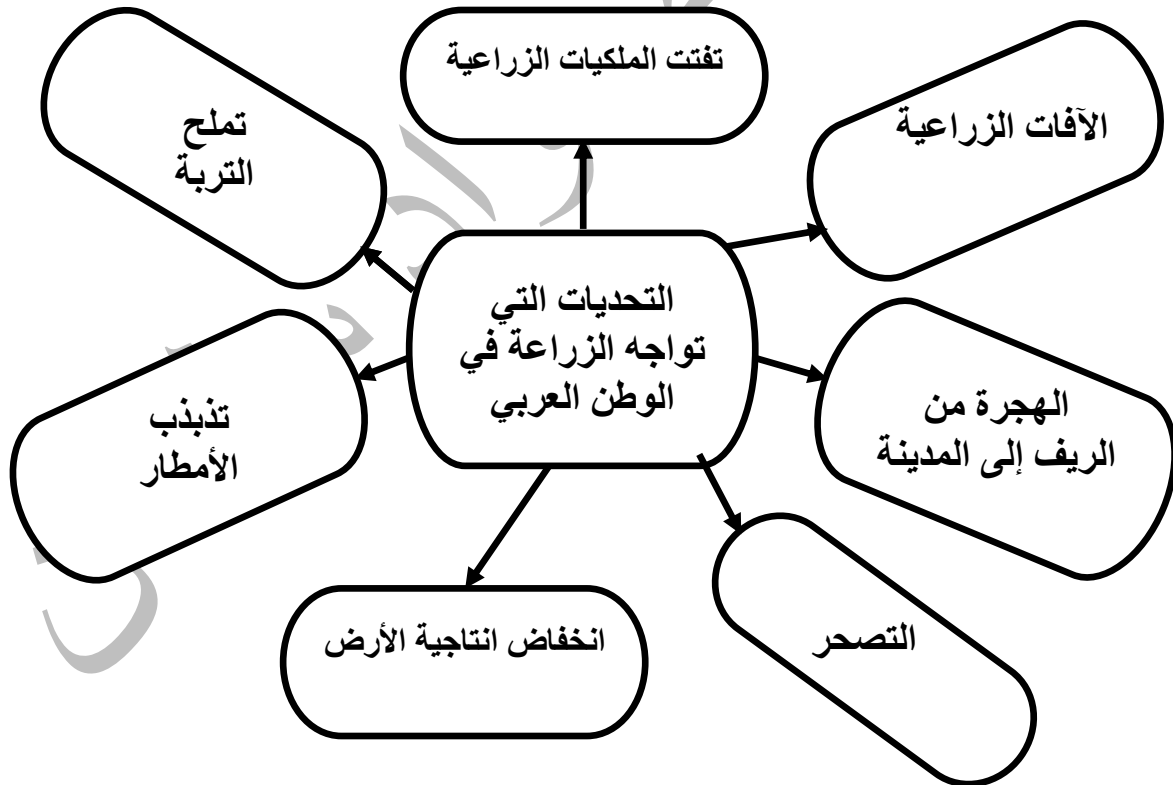 تفتت الملكيات الزراعية
الآفات الزراعية
تملح
التربة
التحديات التي
تواجه الزراعة في
الوطن العربي
الهجرة من
الريف إلى المدينة
تذبذب
الأمطار
التصحر
انخفاض انتاجية الأرض